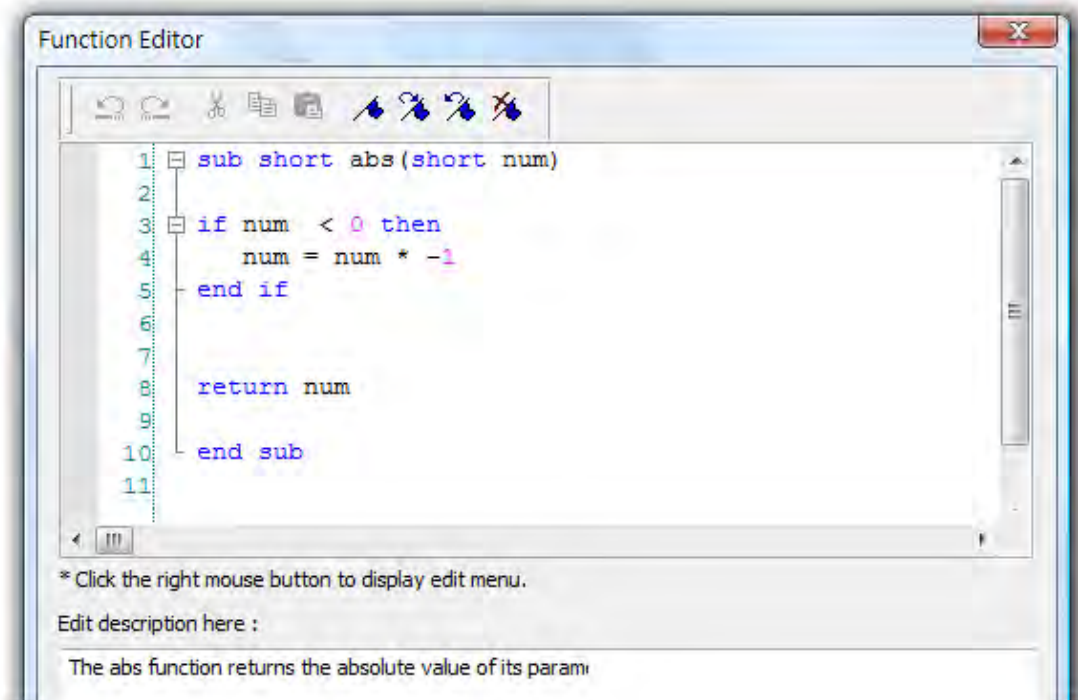 Function Editor
1 sub short abs(short num)
2
3 if num  < 0 then
4    num = num * -1
5 end if
6
7
8 return num
9
10 end sub
11
* Click the right mouse button to display edit menu.
Edit description here :
The abs function returns the absolute value of its